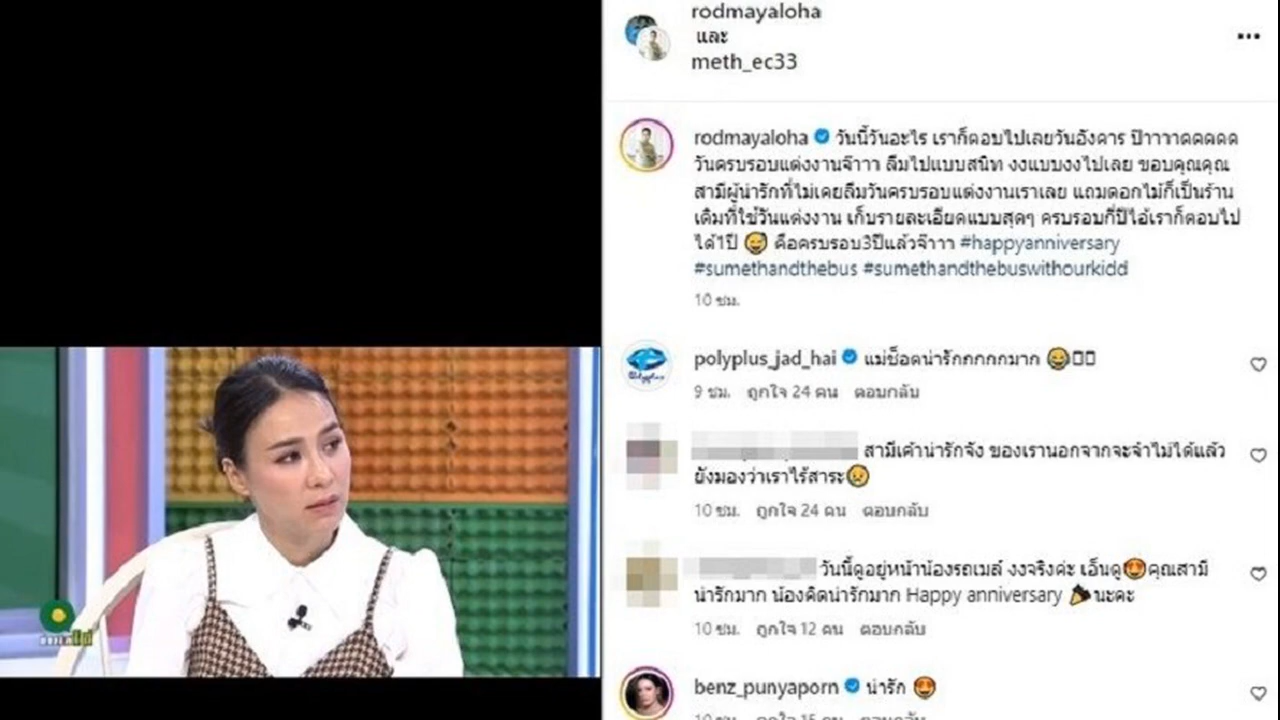 rodmayaloha
และ
meth_ec33
rodmayaloha วันนี้วันอะไร เราก็ตอบไปเลยวันอังคาร ป๊าาาาดดดดด
วันครบรอบแต่งงานจ๊าาา ลืมไปแบบสนิท งงแบบงงไปเลย ขอบคุณคุณ
สามีผู้น่ารักที่ไม่เคยลืมวันครบรอบแต่งงานเราเลย แถมดอกไม้ก็เป็นร้าน
เดิมที่ใช้วันแต่งงาน เก็บรายละเอียดแบบสุดๆ ครบรอบกี่ปีไอ้เราก็ตอบไป
ได้1ปี 😅 คือครบรอบ3ปีแล้วจ๊าาา #happyanniversary
#sumethandthebus #sumethandthebuswithourkidd
10 ชม.
polyplus_jad_hai แม่ช็อตน่ารักกกกกมาก 😂
9 ชม. ถูกใจ 24 คน ตอบกลับ
สามีเค้าน่ารักจัง ของเรานอกจากจะจำไม่ได้แล้ว
ยังมองว่าเราไร้สาระ😢
10 ชม. ถูกใจ 24 คน ตอบกลับ
วันนี้ดูอยู่หน้าน้องรถเมล์ งงจริงค่ะ เอ็นดู🤩คุณสามี
น่ารักมาก น้องคิดน่ารักมาก Happy anniversary 🎉นะคะ
10 ชม. ถูกใจ 12 คน ตอบกลับ
benz_punyaporn น่ารัก 🤩
10 ชม. ถูกใจ 15 คน ตอบกลับ